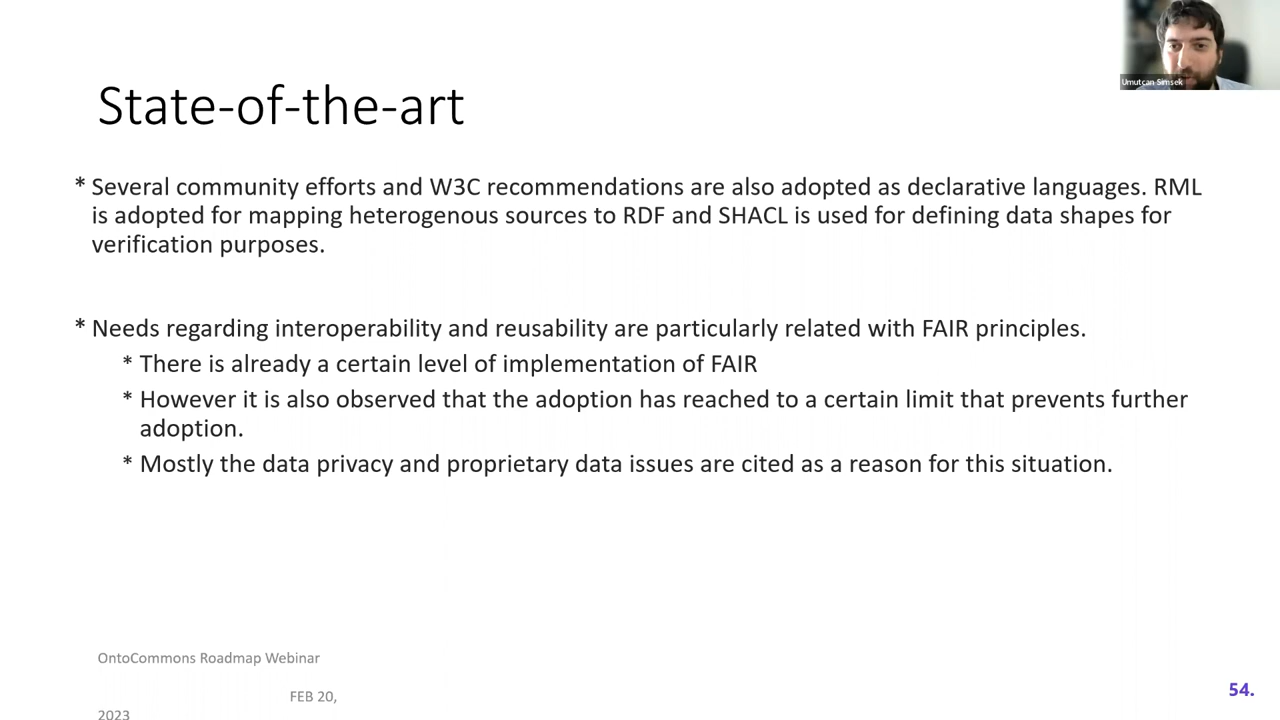 Umutcan Simsek
State-of-the-art
* Several community efforts and W3C recommendations are also adopted as declarative languages. RML
is adopted for mapping heterogenous sources to RDF and SHACL is used for defining data shapes for
verification purposes.
* Needs regarding interoperability and reusability are particularly related with FAIR principles.
* There is already a certain level of implementation of FAIR
* However it is also observed that the adoption has reached to a certain limit that prevents further
adoption.
* Mostly the data privacy and proprietary data issues are cited as a reason for this situation.
OntoCommons Roadmap Webinar
FEB 20,
2023
54.